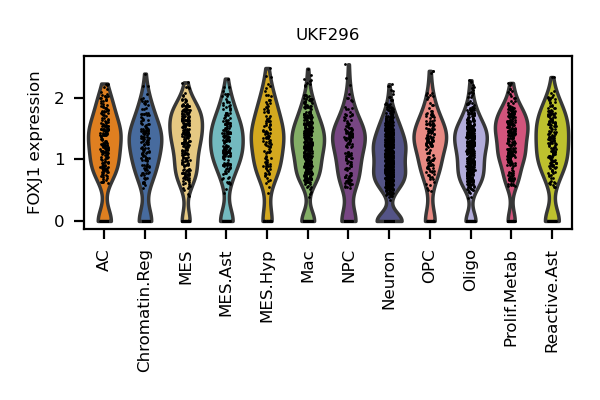 UKF296
FOXJ1 expression
2
1
0
AC
Chromatin.Reg
MES
MES.Ast
MES.Hyp
Mac
NPC
Neuron
OPC
Oligo
Prolif.Metab
Reactive.Ast